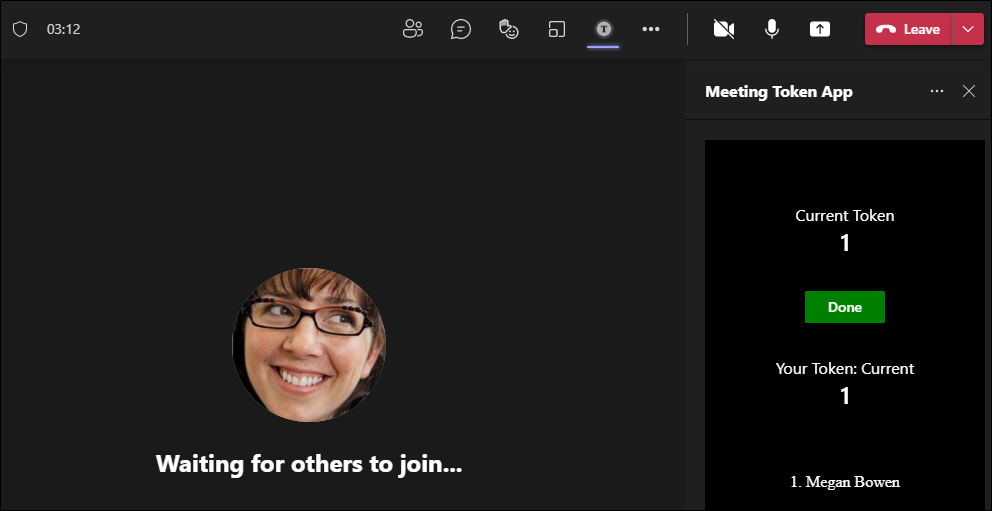 03:12
T
Leave
Meeting Token App
Current Token
1
Done
Your Token: Current
1
Waiting for others to join...
1. Megan Bowen